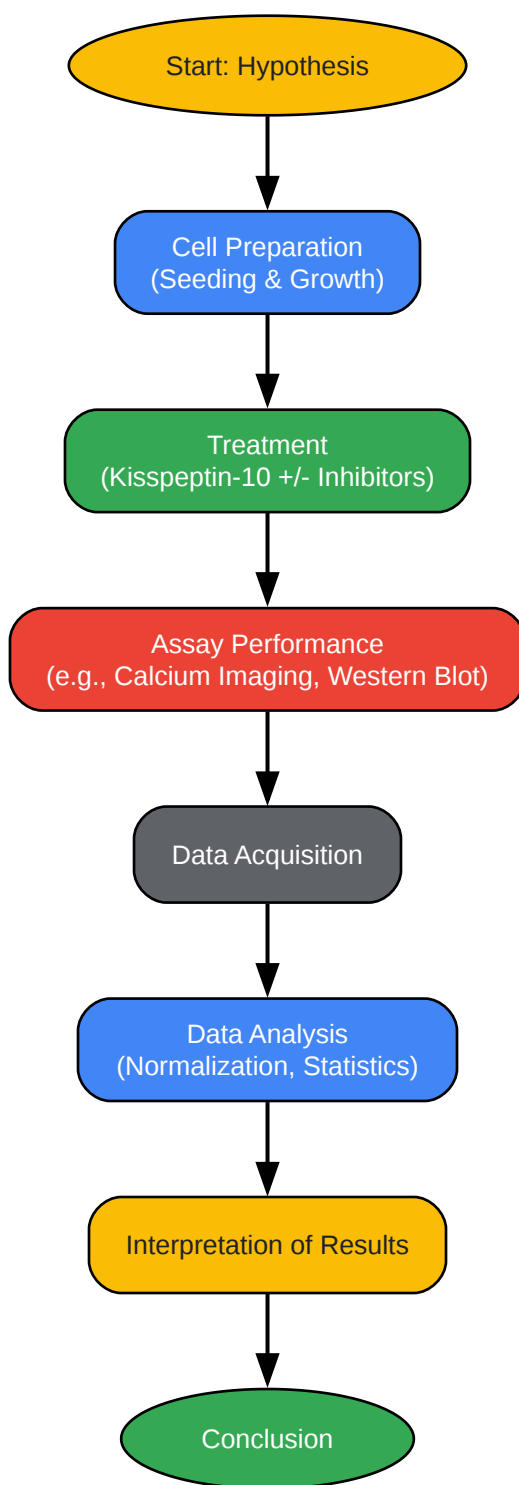 Start: Hypothesis
Cell Preparation
(Seeding & Growth)
Treatment
(Kisspeptin-10 +/- Inhibitors)
Assay Performance
(e.g., Calcium Imaging, Western Blot)
Data Acquisition
Data Analysis
(Normalization, Statistics)
Interpretation of Results
Conclusion